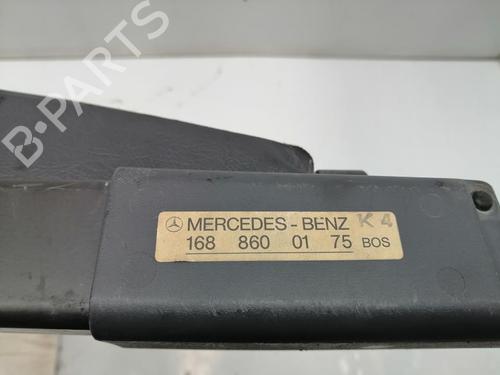 B-PARTS
MERCEDES-BENZ K4
168 860 01 75 BOS